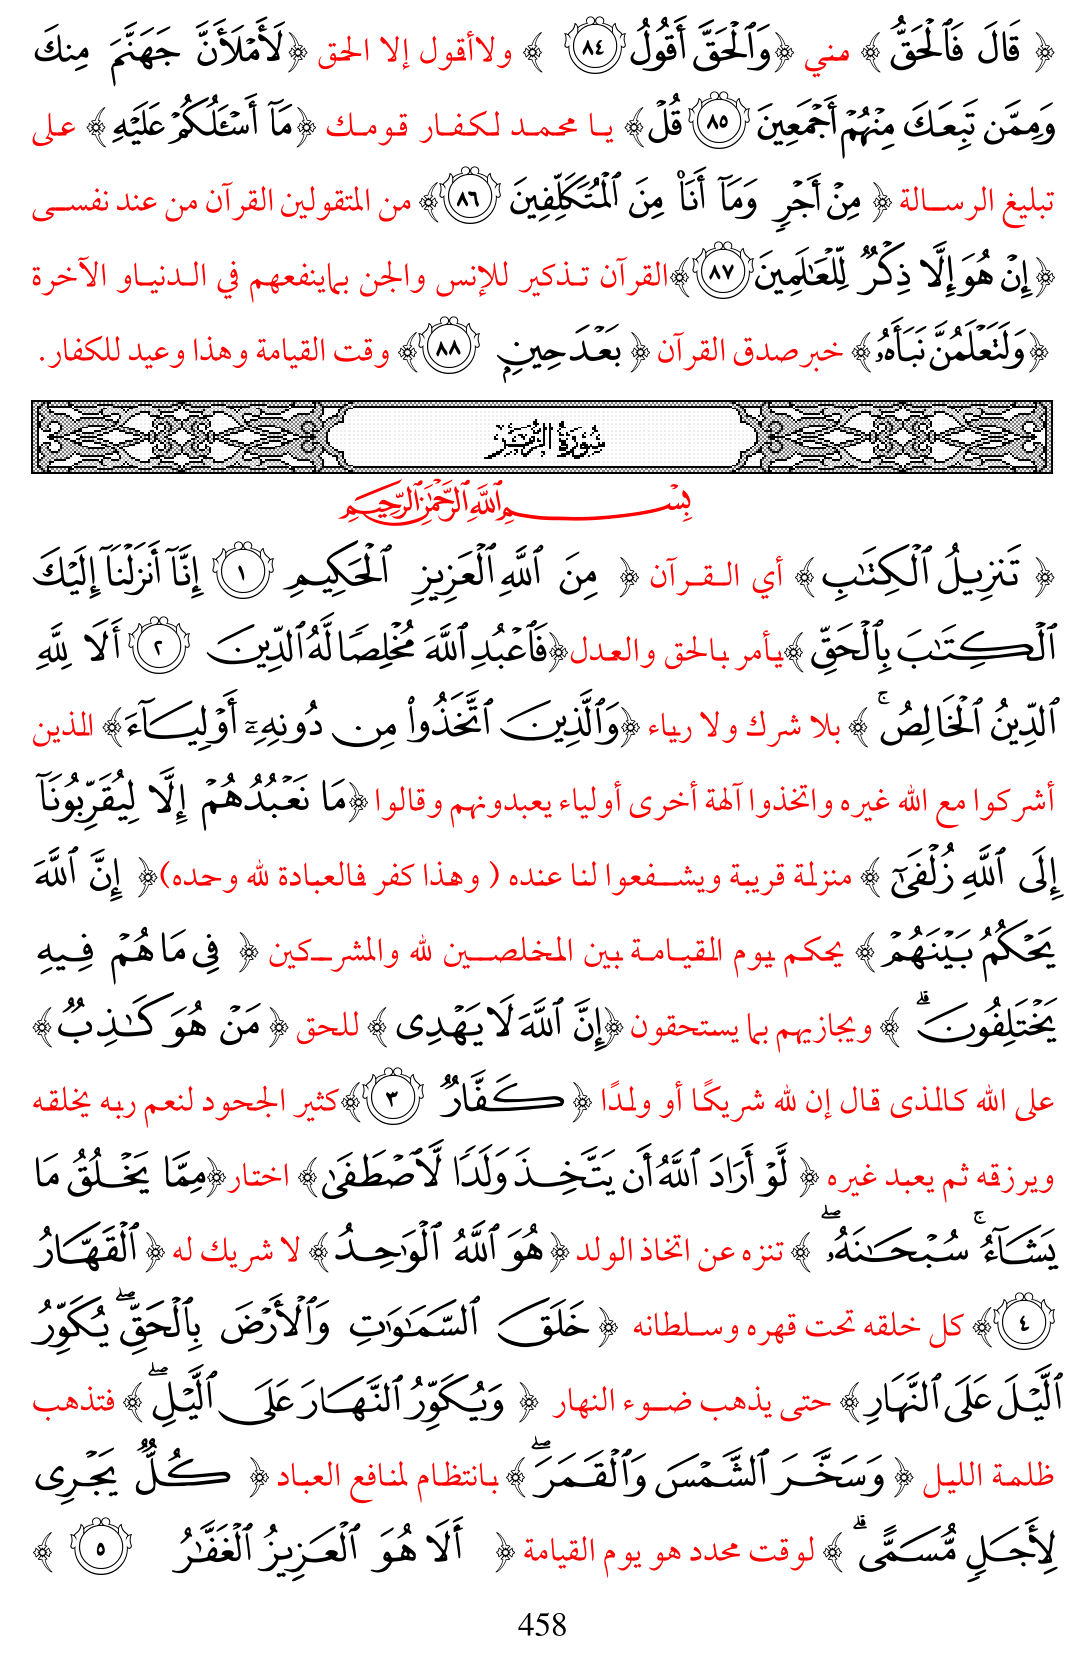 ﴿ قَالَ فَٱلْحَقُّ ﴾ مني ﴿وَٱلْحَقَّ أَقُولُ ٨٤ ﴾ ولاأقول إلا الحق ﴿لَأَمْلَأَنَّ جَهَنَّمَ مِنكَ
وَمِمَّن تَبِعَكَ مِنْهُمْ أَجْمَعِينَ ٨٥ قُلْ﴾ يا محمد لكفار قومك ﴿مَآ أَسْـَٔلُكُمْ عَلَيْهِ﴾ على
تبليغ الرسالة ﴿ مِنْ أَجْرٍ وَمَآ أَنَا۠ مِنَ ٱلْمُتَكَلِّفِينَ ٨٦﴾ من المتقولين القرآن من عند نفسى
﴿إِنْ هُوَ إِلَّا ذِكْرٌ لِّلْعَـٰلَمِينَ ٨٧﴾القرآن تذكير للإنس والجن بماينفعهم في الدنياو الآخرة
﴿وَلَتَعْلَمُنَّ نَبَأَهُۥ﴾ خبرصدق القرآن ﴿ بَعْدَ حِينٍۭ ٨٨﴾ وقت القيامة وهذا وعيد للكفار.
سُورَةُ الزُّمَرِ
بِسْمِ ٱللَّهِ ٱلرَّحْمَـٰنِ ٱلرَّحِيمِ
﴿ تَنزِيلُ ٱلْكِتَـٰبِ﴾ أي القرآن ﴿ مِنَ ٱللَّهِ ٱلْعَزِيزِ ٱلْحَكِيمِ ١ إِنَّآ أَنزَلْنَآ إِلَيْكَ
ٱلْكِتَـٰبَ بِٱلْحَقِّ ﴾يأمر بالحق والعدل﴿فَٱعْبُدِ ٱللَّهَ مُخْلِصًا لَّهُ ٱلدِّينَ ٢ أَلَا لِلَّهِ
ٱلدِّينُ ٱلْخَالِصُ ۚ ﴾ بلا شرك ولا رياء ﴿وَٱلَّذِينَ ٱتَّخَذُوا۟ مِن دُونِهِۦٓ أَوْلِيَآءَ﴾ الذين
أشركوا مع الله غيره واتخذوا آلهة أخرى أولياء يعبدونهم وقالوا ﴿مَا نَعْبُدُهُمْ إِلَّا لِيُقَرِّبُونَآ
إِلَى ٱللَّهِ زُلْفَىٰٓ ﴾ منزلة قريبة ويشفعوا لنا عنده ( وهذا كفر فالعبادة لله وحده)﴿ إِنَّ ٱللَّهَ
يَحْكُمُ بَيْنَهُمْ ﴾ يحكم يوم القيامة بين المخلصين لله والمشركين ﴿ فِى مَا هُمْ فِيهِ
يَخْتَلِفُونَ ۗ ﴾ ويجازيهم بما يستحقون ﴿إِنَّ ٱللَّهَ لَا يَهْدِى ﴾ للحق ﴿ مَنْ هُوَ كَـٰذِبٌ﴾
على الله كالذى قال إن لله شريكًا أو ولدًا ﴿ كَفَّارٌ ٣﴾كثير الجحود لنعم ربه يخلقه
ويرزقه ثم يعبد غيره ﴿ لَّوْ أَرَادَ ٱللَّهُ أَن يَتَّخِذَ وَلَدًا لَّٱصْطَفَىٰ﴾ اختار﴿مِمَّا يَخْلُقُ مَا
يَشَآءُ ۚ سُبْحَـٰنَهُۥ ۖ ﴾ تنزه عن اتخاذ الولد ﴿هُوَ ٱللَّهُ ٱلْوَٰحِدُ﴾ لا شريك له ﴿ ٱلْقَهَّارُ
٤﴾ كل خلقه تحت قهره وسلطانه ﴿ خَلَقَ ٱلسَّمَـٰوَٰتِ وَٱلْأَرْضَ بِٱلْحَقِّ ۖ يُكَوِّرُ
ٱلَّيْلَ عَلَى ٱلنَّهَارِ﴾ حتى يذهب ضوء النهار ﴿ وَيُكَوِّرُ ٱلنَّهَارَ عَلَى ٱلَّيْلِ ۖ﴾ فتذهب
ظلمة الليل ﴿ وَسَخَّرَ ٱلشَّمْسَ وَٱلْقَمَرَ ۖ﴾ بانتظام لمنافع العباد ﴿ كُلٌّ يَجْرِى
لِأَجَلٍ مُّسَمًّى ۗ ﴾ لوقت محدد هو يوم القيامة ﴿ أَلَا هُوَ ٱلْعَزِيزُ ٱلْغَفَّـٰرُ ٥ ﴾
458